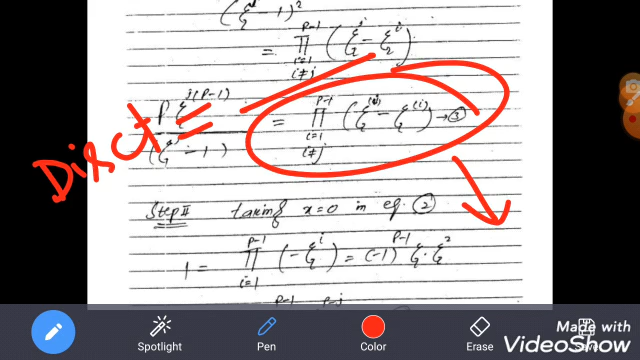 (ξ^j - 1)^2
= ∏_{i=1, i≠j}^{p-1} (ξ^j - ξ^i)
P ξ^{j(P-1)} / (ξ^j - 1) = ∏_{i=1, i≠j}^{p-1} (ξ^{(j)} - ξ^{(i)}) → ③
Disct
Step II taking x=0 in eq. ②
1 = ∏_{i=1}^{p-1} (-ξ^i) = (-1)^{P-1} ξ · ξ^2
Spotlight Pen Color Erase
Made with
VideoShow